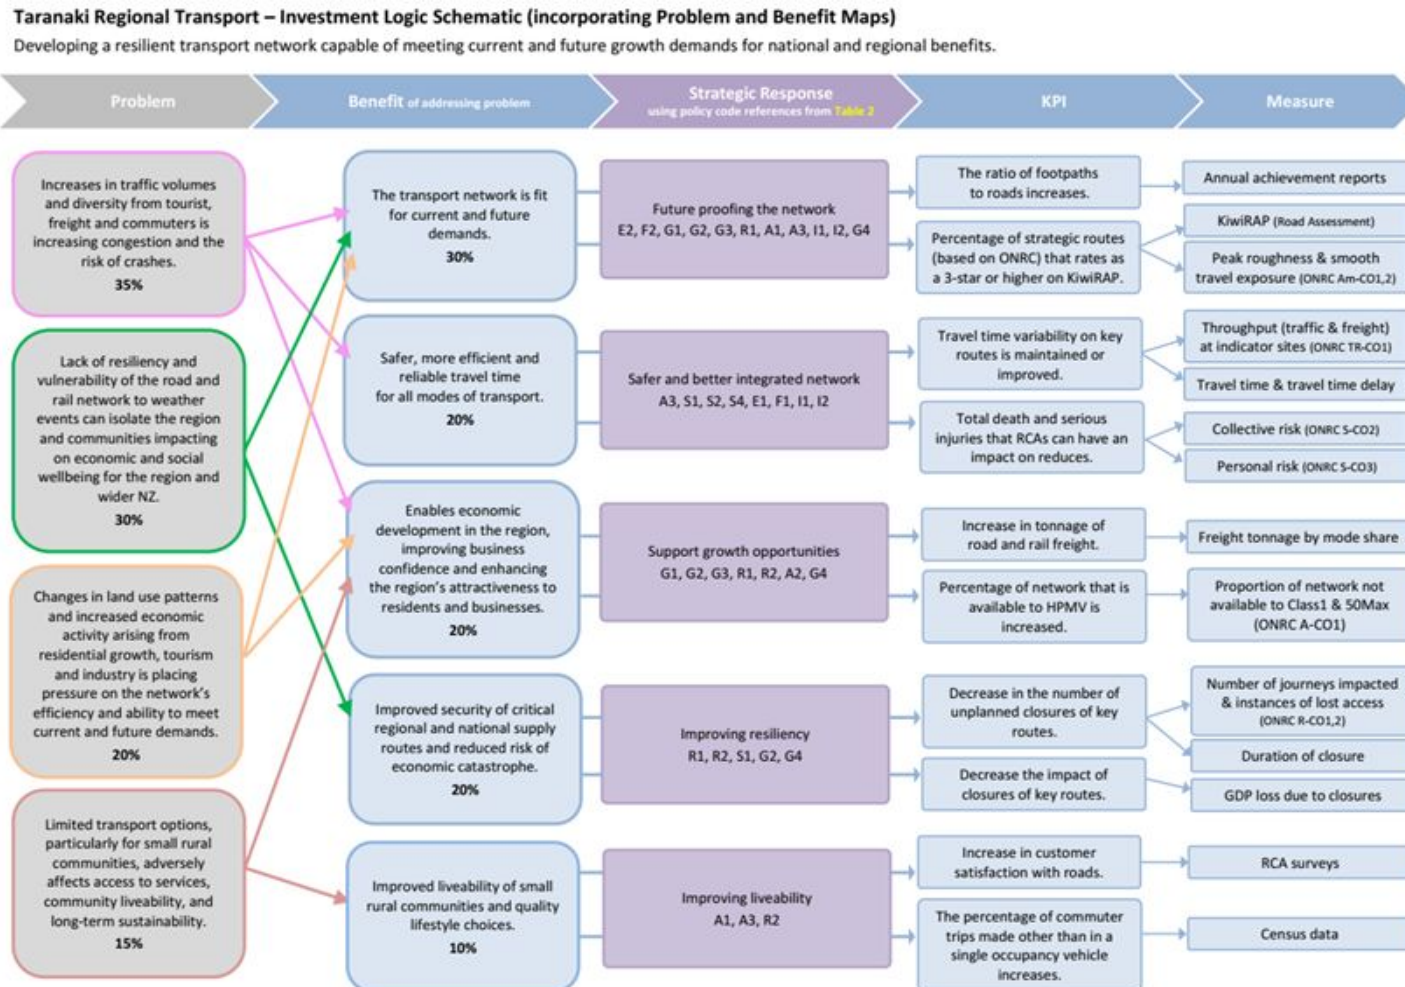 Taranaki Regional Transport – Investment Logic Schematic (incorporating Problem and Benefit Maps)
Developing a resilient transport network capable of meeting current and future growth demands for national and regional benefits.
Problem
Benefit of addressing problem
Strategic Response
using policy code references from Table 2
KPI
Measure
Increases in traffic volumes
and diversity from tourist,
freight and commuters is
increasing congestion and the
risk of crashes.
35%
Lack of resiliency and
vulnerability of the road and
rail network to weather
events can isolate the region
and communities impacting
on economic and social
wellbeing for the region and
wider NZ.
30%
Changes in land use patterns
and increased economic
activity arising from
residential growth, tourism
and industry is placing
pressure on the network's
efficiency and ability to meet
current and future demands.
20%
Limited transport options,
particularly for small rural
communities, adversely
affects access to services,
community liveability, and
long-term sustainability.
15%
The transport network is fit
for current and future
demands.
30%
Safer, more efficient and
reliable travel time
for all modes of transport.
20%
Enables economic
development in the region,
improving business
confidence and enhancing
the region's attractiveness to
residents and businesses.
20%
Improved security of critical
regional and national supply
routes and reduced risk of
economic catastrophe.
20%
Improved liveability of small
rural communities and quality
lifestyle choices.
10%
Future proofing the network
E2, F2, G1, G2, G3, R1, A1, A3, I1, I2, G4
Safer and better integrated network
A3, S1, S2, S4, E1, F1, I1, I2
Support growth opportunities
G1, G2, G3, R1, R2, A2, G4
Improving resiliency
R1, R2, S1, G2, G4
Improving liveability
A1, A3, R2
The ratio of footpaths
to roads increases.
Percentage of strategic routes
(based on ONRC) that rates as
a 3-star or higher on KiwiRAP.
Travel time variability on key
routes is maintained or
improved.
Total death and serious
injuries that RCAs can have an
impact on reduces.
Increase in tonnage of
road and rail freight.
Percentage of network that is
available to HPMV is
increased.
Decrease in the number of
unplanned closures of key
routes.
Decrease the impact of
closures of key routes.
Increase in customer
satisfaction with roads.
The percentage of commuter
trips made other than in a
single occupancy vehicle
increases.
Annual achievement reports
KiwiRAP (Road Assessment)
Peak roughness & smooth
travel exposure (ONRC Am-CO1,2)
Throughput (traffic & freight)
at indicator sites (ONRC TR-CO1)
Travel time & travel time delay
Collective risk (ONRC S-CO2)
Personal risk (ONRC S-CO3)
Freight tonnage by mode share
Proportion of network not
available to Class1 & 50Max
(ONRC A-CO1)
Number of journeys impacted
& instances of lost access
(ONRC R-CO1,2)
Duration of closure
GDP loss due to closures
RCA surveys
Census data